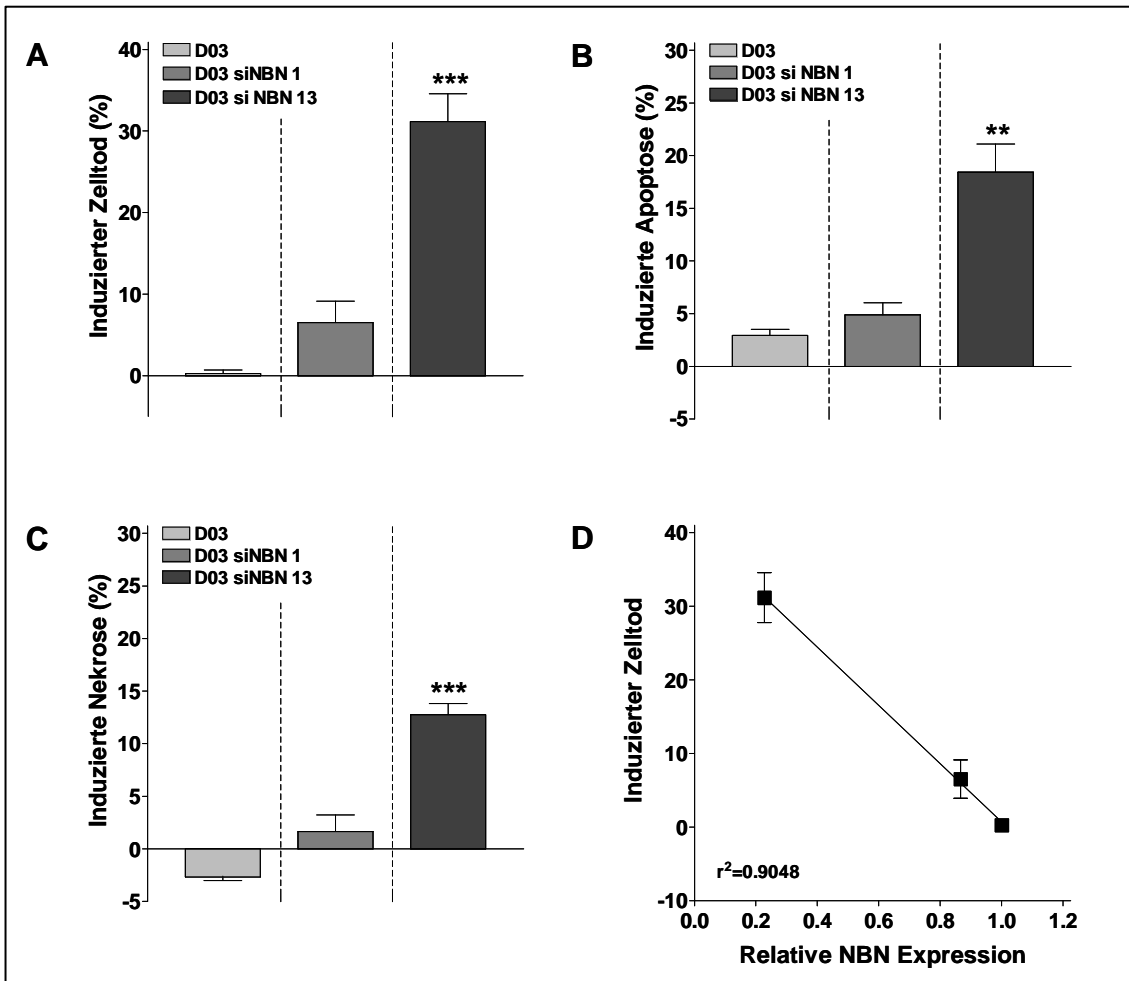 A
D03
D03 siNBN 1
D03 si NBN 13
Induzierter Zelltod (%)
40
30
20
10
0
***
B
D03
D03 si NBN 1
D03 si NBN 13
Induzierte Apoptose (%)
30
25
20
15
10
5
0
-5
**
C
D03
D03 siNBN 1
D03 siNBN 13
Induzierte Nekrose (%)
30
25
20
15
10
5
0
-5
***
D
Induzierter Zelltod
40
30
20
10
0
-10
r²=0.9048
0.0 0.2 0.4 0.6 0.8 1.0 1.2
Relative NBN Expression